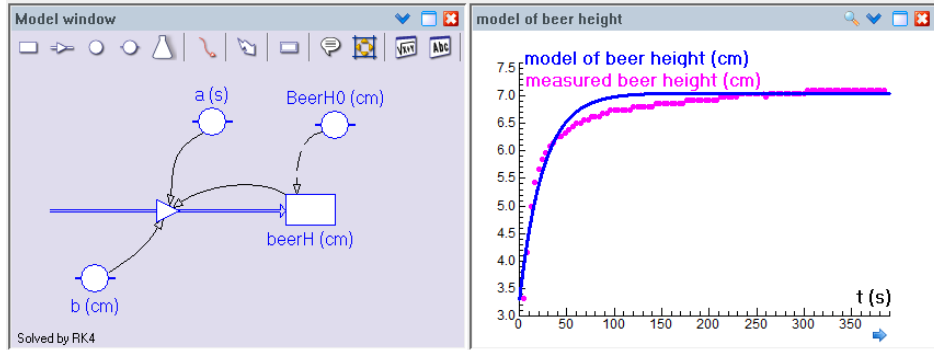 Model window
√x+y Abc
a (s)
BeerH0 (cm)
beerH (cm)
b (cm)
Solved by RK4
model of beer height
model of beer height (cm)
measured beer height (cm)
7.5
7.0
6.5
6.0
5.5
5.0
4.5
4.0
3.5
3.0
0 50 100 150 200 250 300 350
t (s)